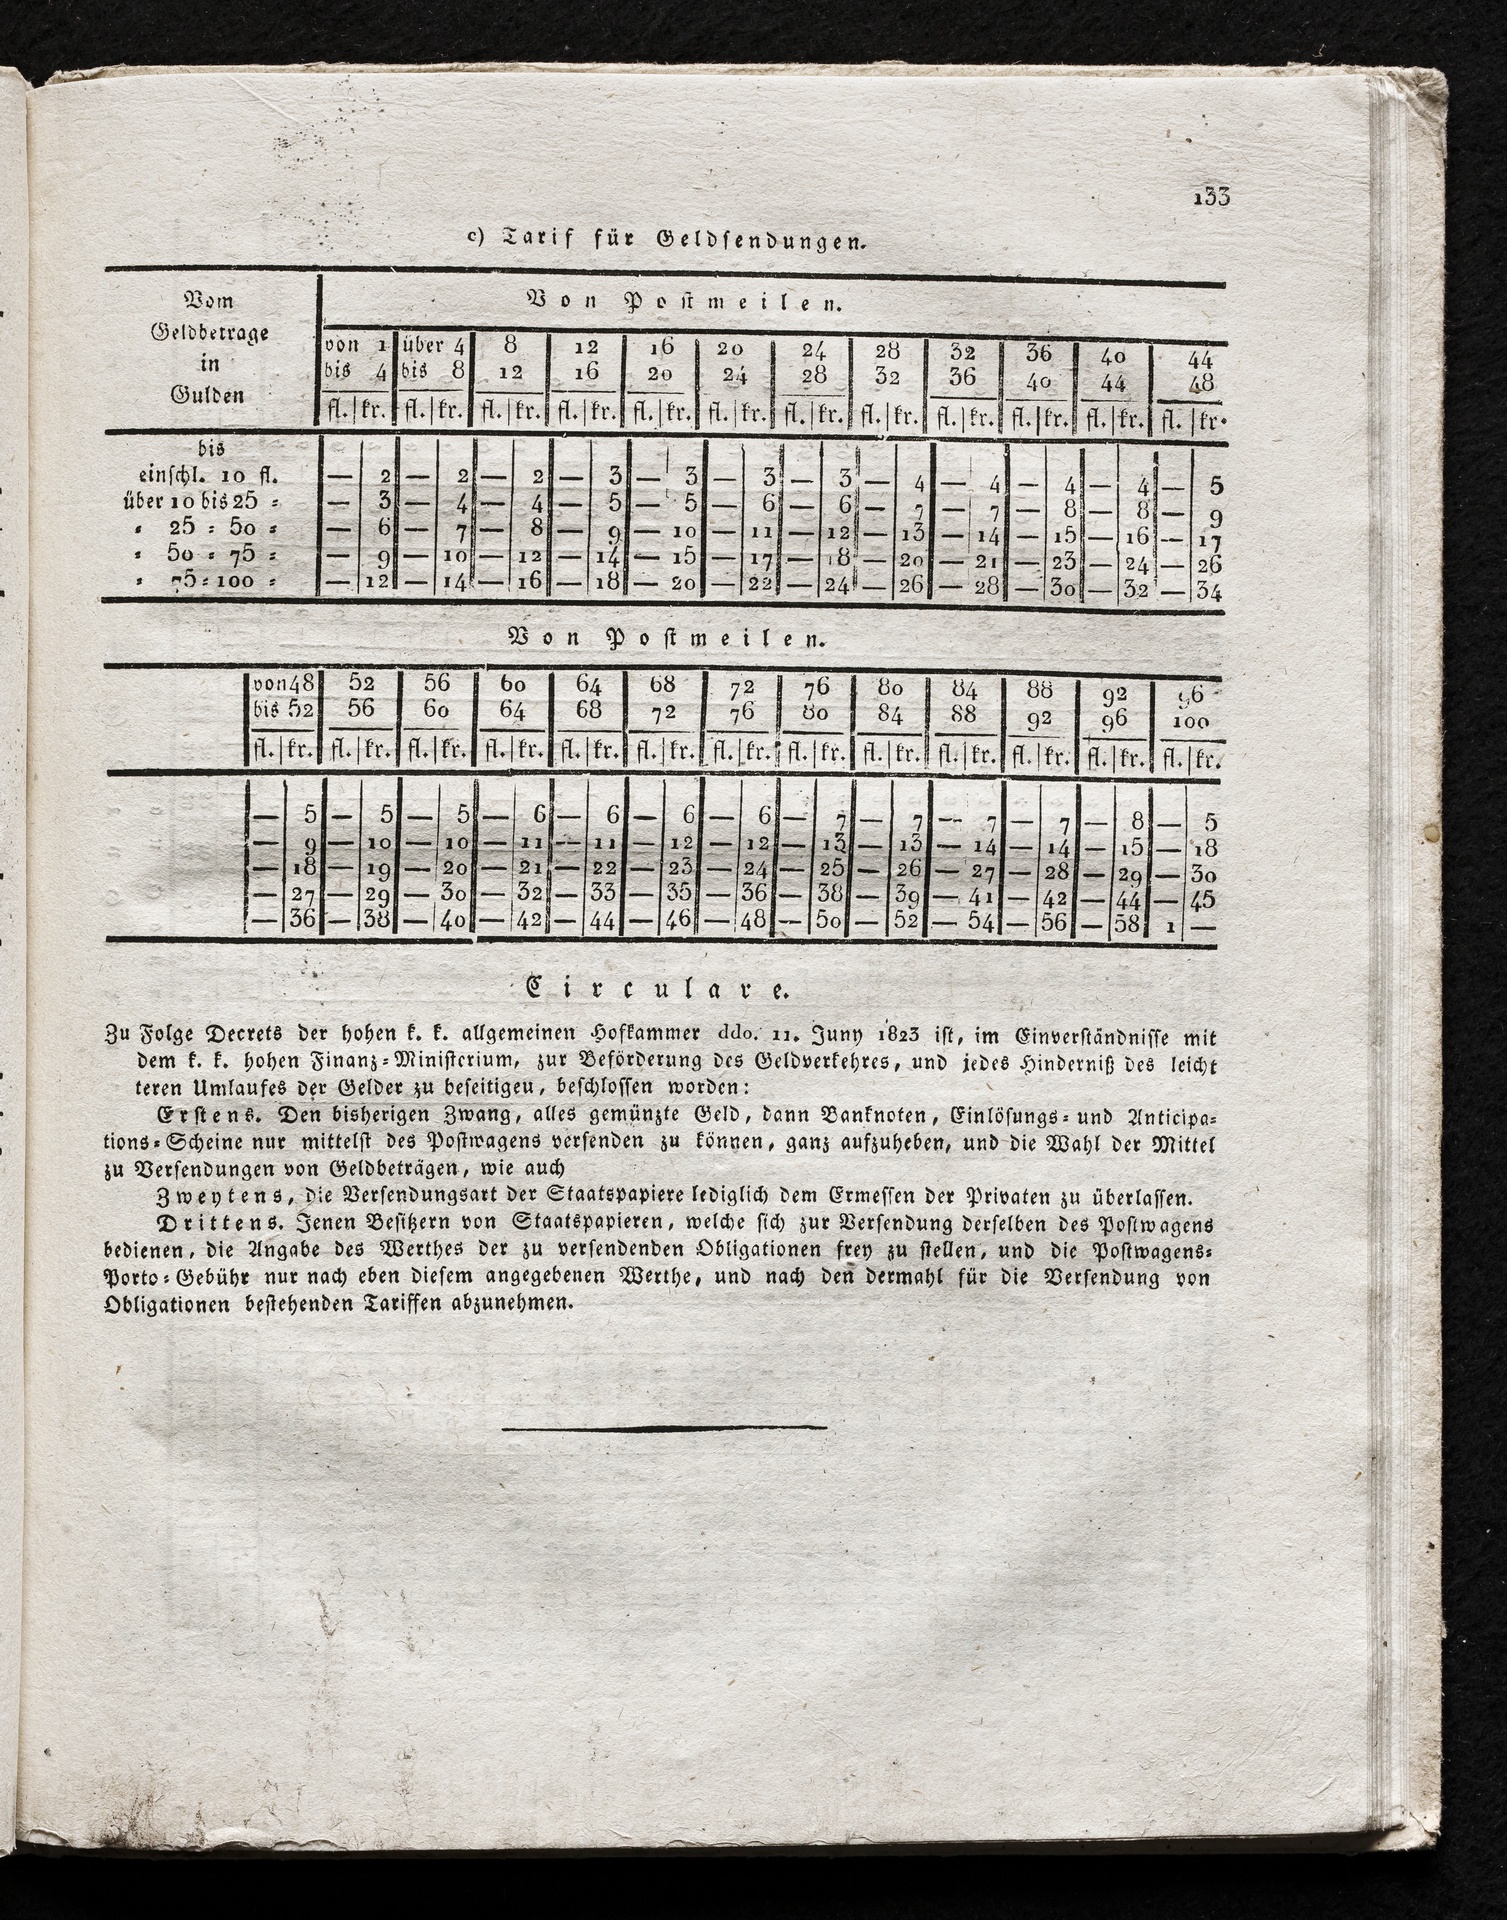 133
c) Tarif für Geldsendungen.
Vom Geldbetrage in Gulden
Von Postmeilen.
von 1 | über 4 | 8 | 12 | 16 | 20 | 24 | 28 | 32 | 36 | 40 | 44
bis 4 | bis 8 | 12 | 16 | 20 | 24 | 28 | 32 | 36 | 40 | 44 | 48
fl. | kr. | fl. | kr. | fl. | kr. | fl. | kr. | fl. | kr. | fl. | kr. | fl. | kr. | fl. | kr. | fl. | kr. | fl. | kr. | fl. | kr. | fl. | kr.
bis
einschl. 10 fl. — 2 — 2 — 2 — 3 — 3 — 3 — 3 — 4 — 4 — 4 — 4 — 5
über 10 bis 25 = — 3 — 4 — 4 — 5 — 5 — 6 — 6 — 7 — 7 — 8 — 8 — 9
= 25 = 50 = — 6 — 7 — 8 — 9 — 10 — 11 — 12 — 13 — 14 — 15 — 16 — 17
= 50 = 75 = — 9 — 10 — 12 — 14 — 15 — 17 — 18 — 20 — 21 — 23 — 24 — 26
= 75 = 100 = — 12 — 14 — 16 — 18 — 20 — 22 — 24 — 26 — 28 — 30 — 32 — 34
Von Postmeilen.
von 48 | 52 | 56 | 60 | 64 | 68 | 72 | 76 | 80 | 84 | 88 | 92 | 96
bis 52 | 56 | 60 | 64 | 68 | 72 | 76 | 80 | 84 | 88 | 92 | 96 | 100
fl. | kr. | fl. | kr. | fl. | kr. | fl. | kr. | fl. | kr. | fl. | kr. | fl. | kr. | fl. | kr. | fl. | kr. | fl. | kr. | fl. | kr. | fl. | kr. | fl. | kr.
— 5 — 5 — 5 — 6 — 6 — 6 — 6 — 7 — 7 — 7 — 7 — 8 — 5
— 9 — 10 — 10 — 11 — 11 — 12 — 12 — 13 — 13 — 14 — 14 — 15 — 18
— 18 — 19 — 20 — 21 — 22 — 23 — 24 — 25 — 26 — 27 — 28 — 29 — 30
— 27 — 29 — 30 — 32 — 33 — 35 — 36 — 38 — 39 — 41 — 42 — 44 — 45
— 36 — 38 — 40 — 42 — 44 — 46 — 48 — 50 — 52 — 54 — 56 — 58 1 —
Circulare.
Zu Folge Decrets der hohen k. k. allgemeinen Hofkammer ddo. 11. Juny 1823 ist, im Einverständnisse mit
dem k. k. hohen Finanz=Ministerium, zur Beförderung des Geldverkehres, und jedes Hinderniß des leicht
teren Umlaufes der Gelder zu beseitigeu, beschlossen worden:
Erstens. Den bisherigen Zwang, alles gemünzte Geld, dann Banknoten, Einlösungs= und Anticipa=
tions=Scheine nur mittelst des Postwagens versenden zu können, ganz aufzuheben, und die Wahl der Mittel
zu Versendungen von Geldbeträgen, wie auch
Zweytens, die Versendungsart der Staatspapiere lediglich dem Ermessen der Privaten zu überlassen.
Drittens. Jenen Besitzern von Staatspapieren, welche sich zur Versendung derselben des Postwagens
bedienen, die Angabe des Werthes der zu versendenden Obligationen frey zu stellen, und die Postwagens=
Porto=Gebühr nur nach eben diesem angegebenen Werthe, und nach den dermahl für die Versendung von
Obligationen bestehenden Tariffen abzunehmen.